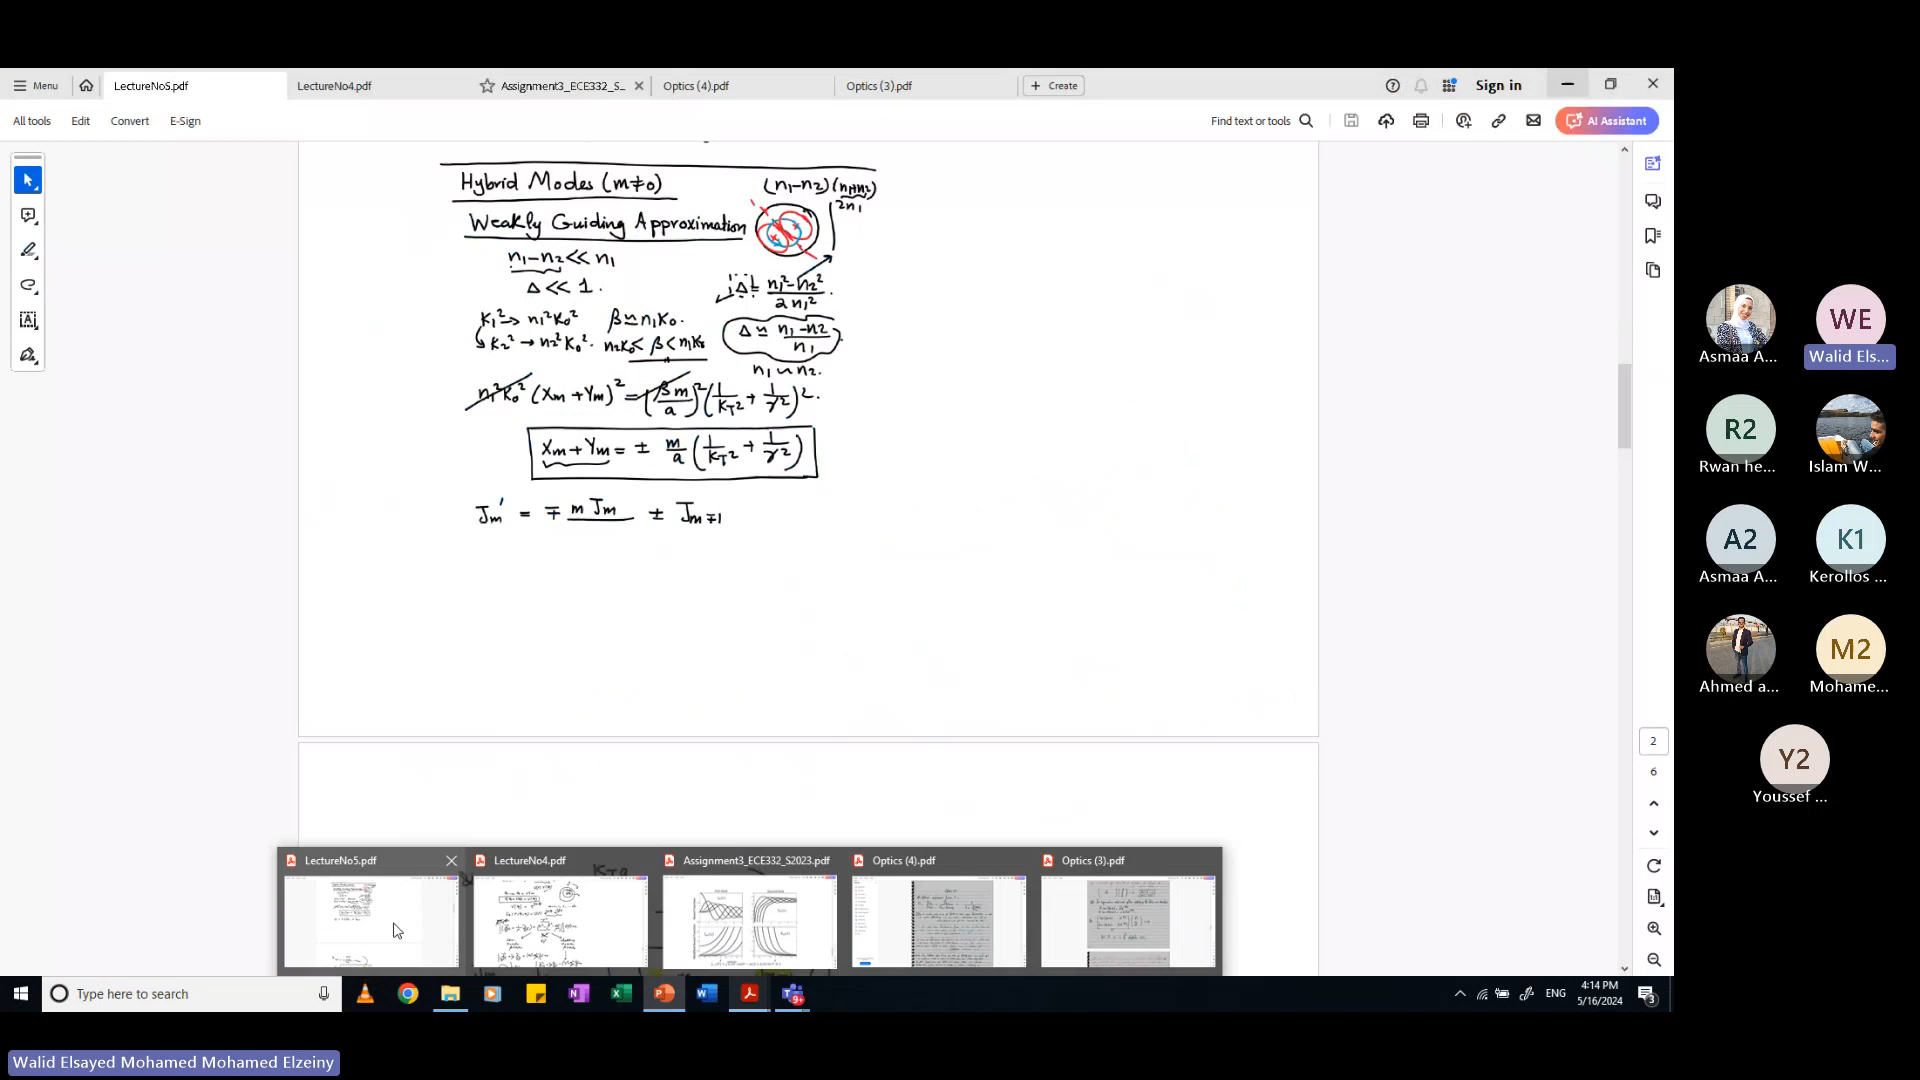 Menu
LectureNo5.pdf
LectureNo4.pdf
Assignment3_ECE332_S...
Optics (4).pdf
Optics (3).pdf
Create
Sign in
All tools
Edit
Convert
E-Sign
Find text or tools
AI Assistant
Hybrid Modes (m≠0)
(n1-n2)(n1+n2)
2n1
Weakly Guiding Approximation
n1-n2 << n1
Δ << 1.
Δ = n1²-n2² / 2n1²
K1² → n1²K0²
β ≃ n1K0.
K2² → n2²K0².
n2K0 < β < n1K0
Δ ≃ n1-n2 / n1
n1 ∼ n2.
n1²K0² (Xm+Ym)² = (βm/a)² (1/KT² + 1/γ²)².
Xm+Ym = ± m/a (1/KT² + 1/γ²)
Jm' = ∓ m Jm ± Jm∓1
2
6
KTa
LectureNo5.pdf
LectureNo4.pdf
Assignment3_ECE332_S2023.pdf
Optics (4).pdf
Optics (3).pdf
Type here to search
9+
ENG
4:14 PM
5/16/2024
3
Asmaa A...
WE
Walid Els...
R2
Rwan he...
Islam W...
A2
Asmaa A...
K1
Kerollos ...
Ahmed a...
M2
Mohame...
Y2
Youssef ...
Walid Elsayed Mohamed Mohamed Elzeiny